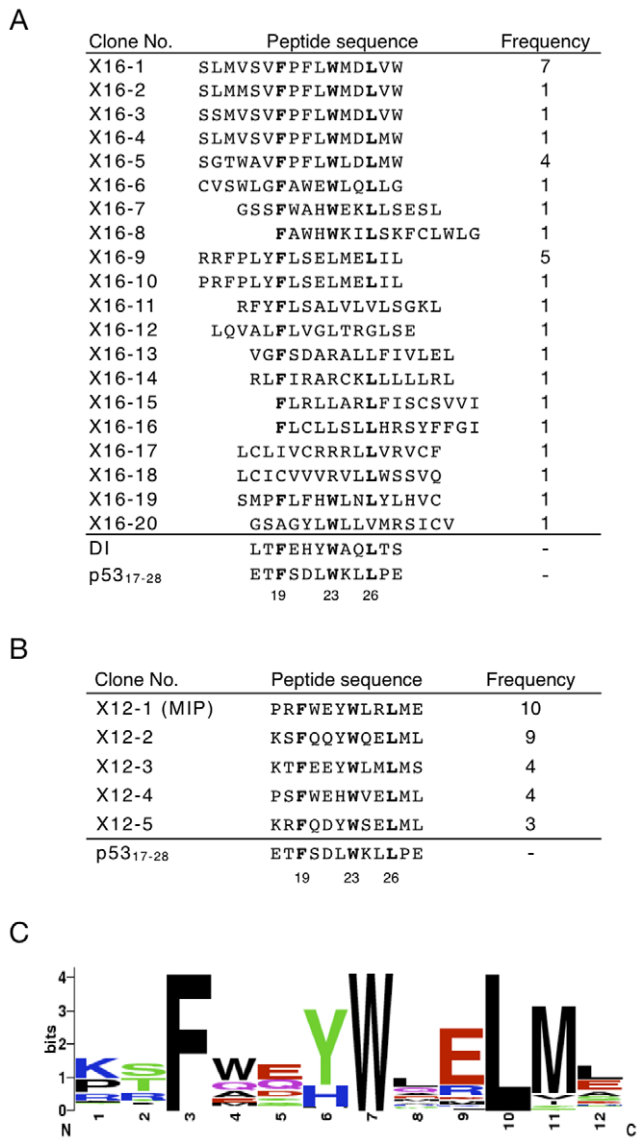 A
Clone No. Peptide sequence Frequency
X16-1 SLMVSVFPFLWMDLVW 7
X16-2 SLMMSVFPFLWMDLVW 1
X16-3 SSMVSVFPFLWMDLVW 1
X16-4 SLMVSVFPFLWMDLMW 1
X16-5 SGTWAVFPFLWLDLMW 4
X16-6 CVSWLGFAWEWLQLLG 1
X16-7 GSSFWAHWEKLLSESL 1
X16-8 FAWHWKILSKFCLWLG 1
X16-9 RRFPLYFLSELMELIL 5
X16-10 PRFPLYFLSELMELIL 1
X16-11 RFYFLSALVLVLSGKL 1
X16-12 LQVALFLVGLTRGLSE 1
X16-13 VGFSDARALLFIVLEL 1
X16-14 RLFIRARCKLLLLLRL 1
X16-15 FLRLLARLFISCSVVI 1
X16-16 FLCLLSLLHRSYFFGI 1
X16-17 LCLIVCRRRLLVRVCF 1
X16-18 LCICVVVRVLLWSSVQ 1
X16-19 SMPFLFHWLNLYLHVC 1
X16-20 GSAGYLWLLVMRSICV 1
DI LTFEHYWAQLTS -
p53₁₇₋₂₈ ETFSDLWKLLPE -
19 23 26
B
Clone No. Peptide sequence Frequency
X12-1 (MIP) PRFWEYWLRLME 10
X12-2 KSFQQYWQELML 9
X12-3 KTFEEYWLMLMS 4
X12-4 PSFWEHWVELML 4
X12-5 KRFQDYWSELML 3
p53₁₇₋₂₈ ETFSDLWKLLPE -
19 23 26
C
bits
4
3
2
1
0
N 1 2 3 4 5 6 7 8 9 10 11 12 C